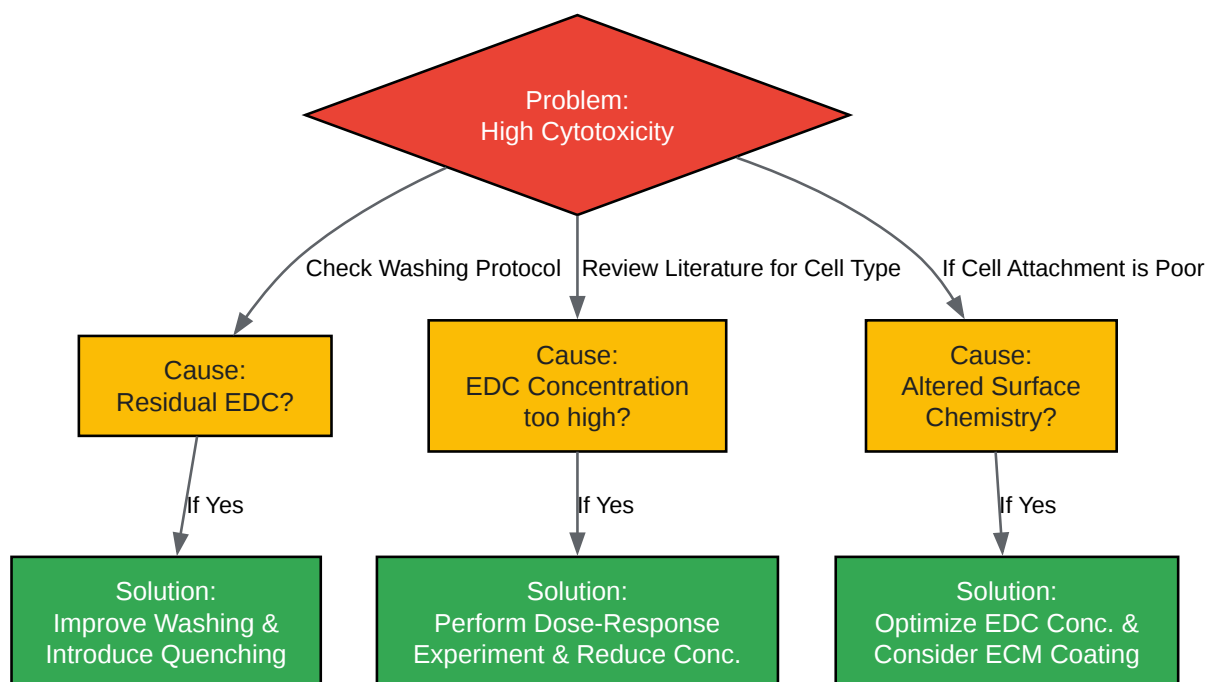 Problem:
High Cytotoxicity
Check Washing Protocol
Review Literature for Cell Type
If Cell Attachment is Poor
Cause:
Residual EDC?
Cause:
EDC Concentration
too high?
Cause:
Altered Surface
Chemistry?
If Yes
If Yes
If Yes
Solution:
Improve Washing &
Introduce Quenching
Solution:
Perform Dose-Response
Experiment & Reduce Conc.
Solution:
Optimize EDC Conc. &
Consider ECM Coating